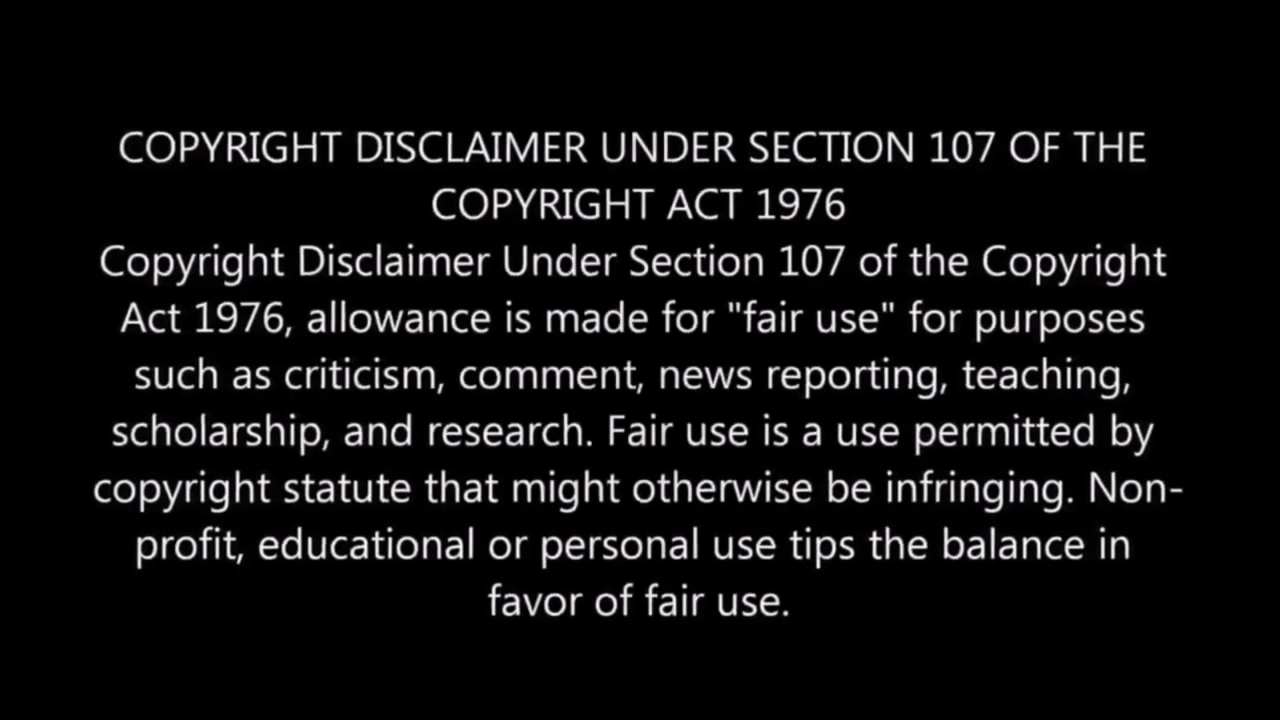 COPYRIGHT DISCLAIMER UNDER SECTION 107 OF THE
COPYRIGHT ACT 1976
Copyright Disclaimer Under Section 107 of the Copyright
Act 1976, allowance is made for "fair use" for purposes
such as criticism, comment, news reporting, teaching,
scholarship, and research. Fair use is a use permitted by
copyright statute that might otherwise be infringing. Non-
profit, educational or personal use tips the balance in
favor of fair use.